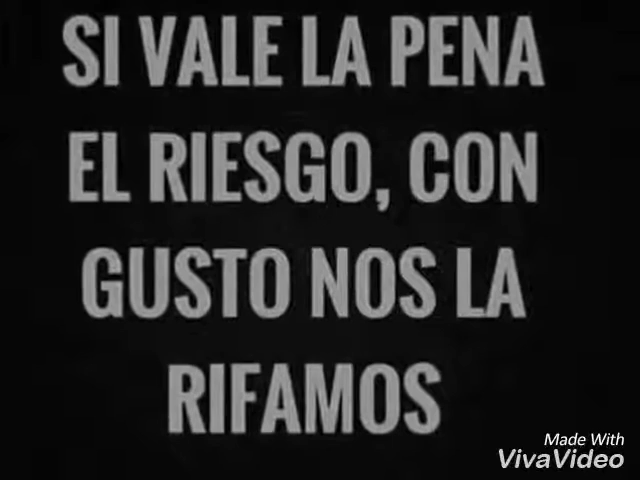 SI VALE LA PENA
EL RIESGO, CON
GUSTO NOS LA
RIFAMOS
Made With
VivaVideo